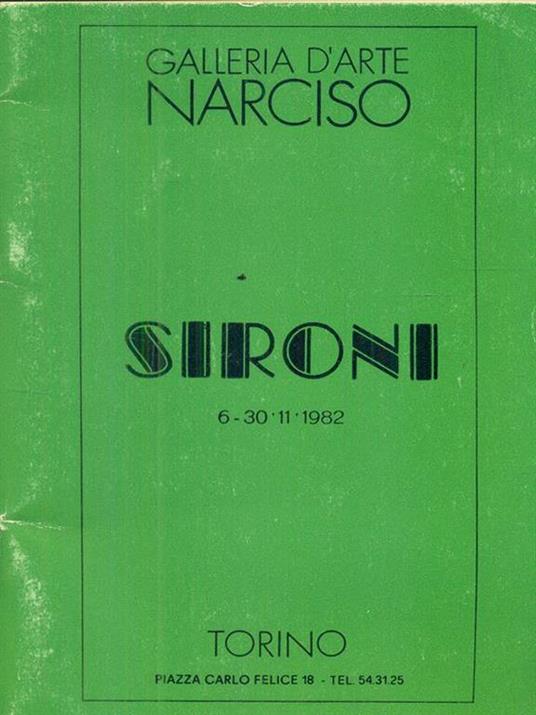 GALLERIA D'ARTE
NARCISO
SIRONI
6-30·11·1982
TORINO
PIAZZA CARLO FELICE 18 - TEL. 54.31.25